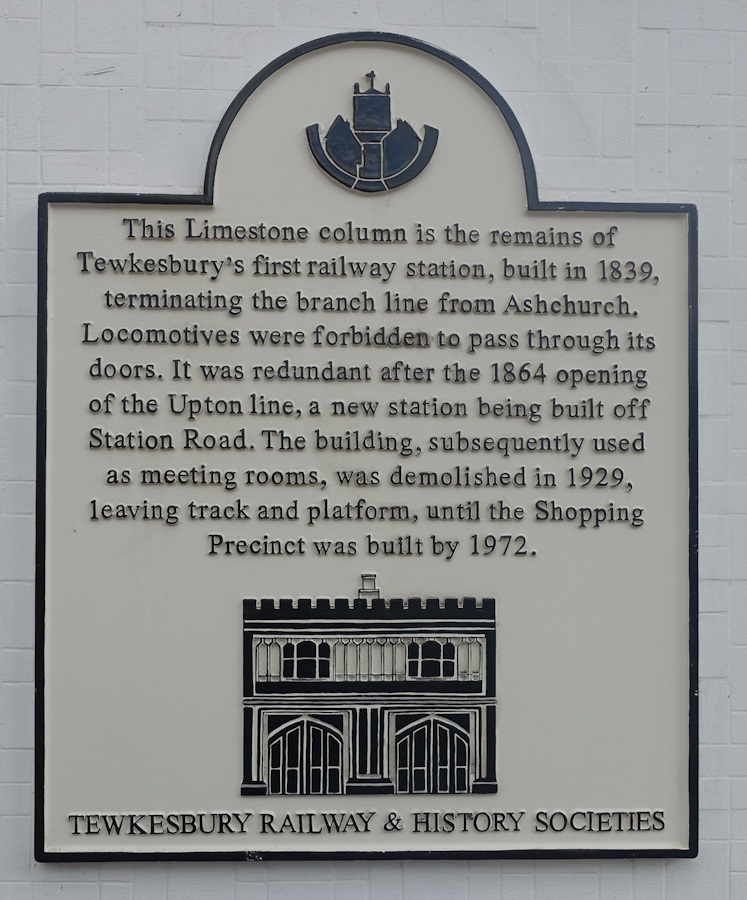 This Limestone column is the remains of
Tewkesbury's first railway station, built in 1839,
terminating the branch line from Ashchurch.
Locomotives were forbidden to pass through its
doors. It was redundant after the 1864 opening
of the Upton line, a new station being built off
Station Road. The building, subsequently used
as meeting rooms, was demolished in 1929,
leaving track and platform, until the Shopping
Precinct was built by 1972.
TEWKESBURY RAILWAY & HISTORY SOCIETIES